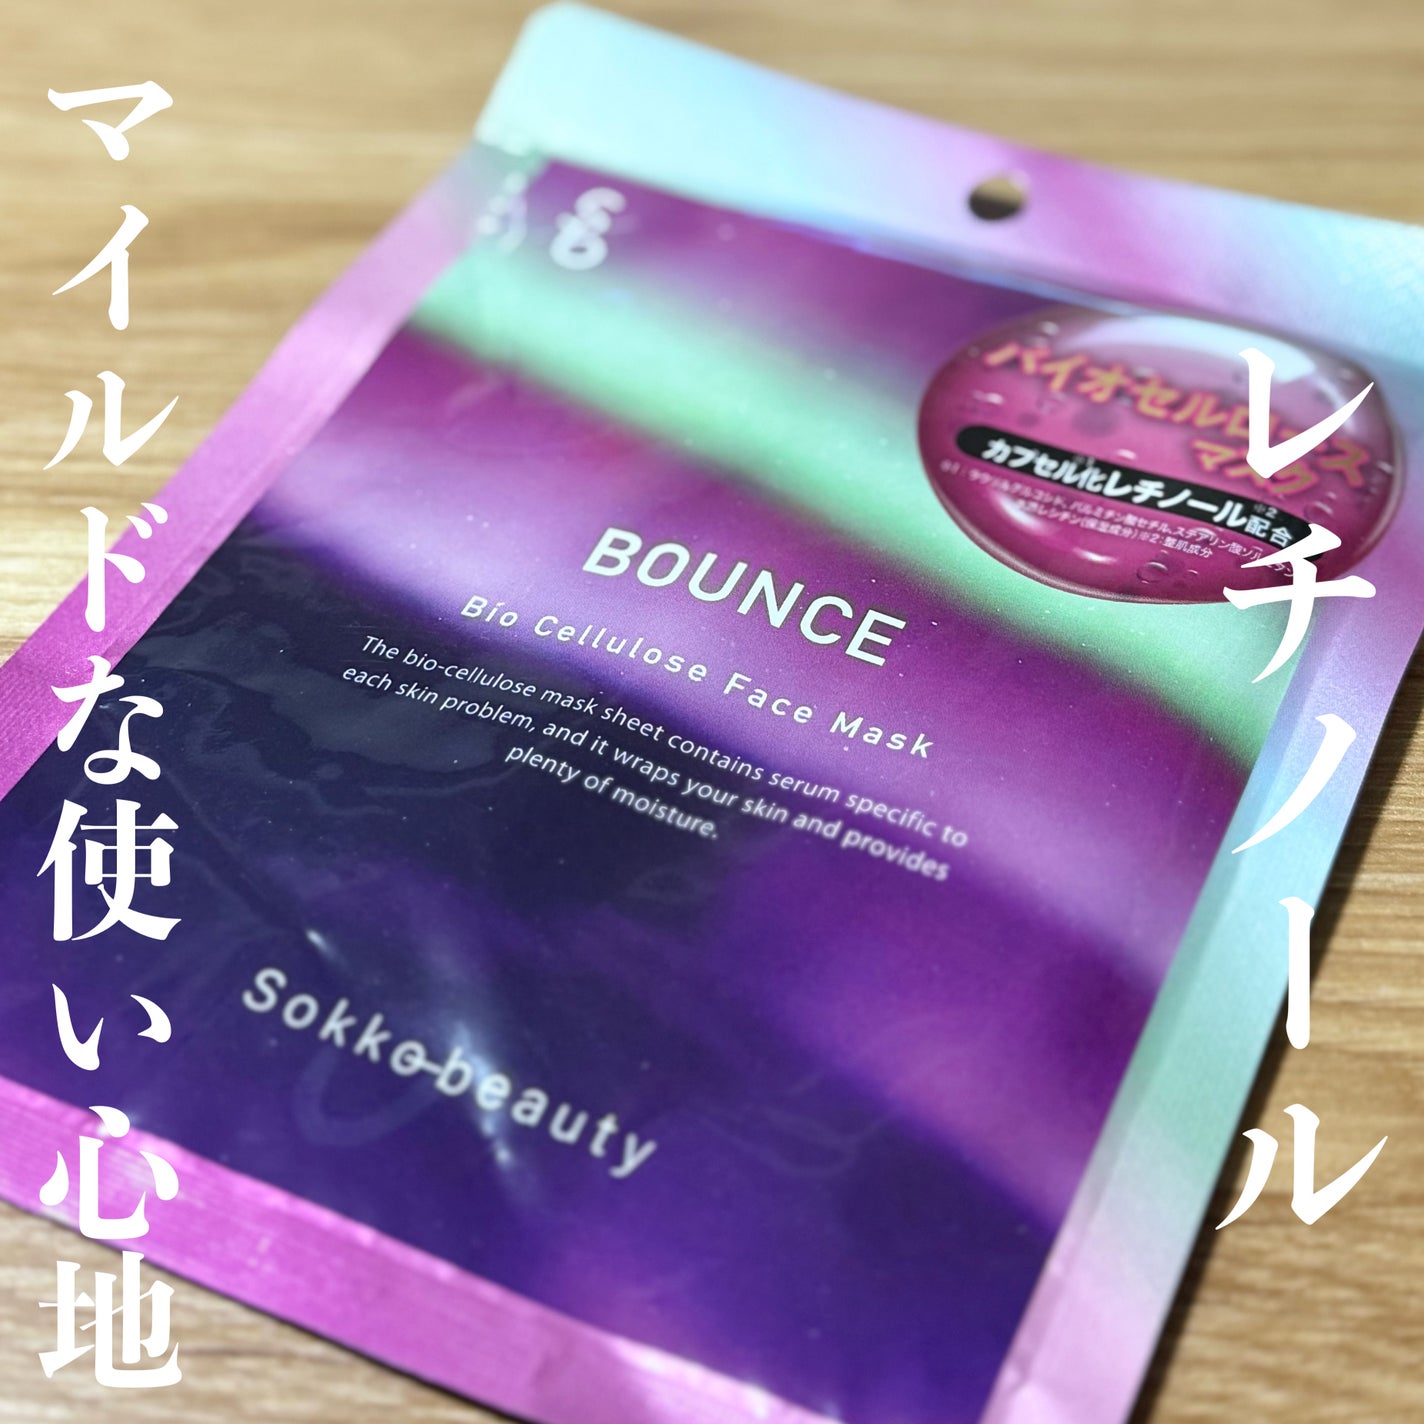 レチノール
マイルドな使い心地
バイオセルロース
マスク
カプセル化レチノール配合
※2
BOUNCE
Bio Cellulose Face Mask
The bio-cellulose mask sheet contains serum specific to
each skin problem, and it wraps your skin and provides
plenty of moisture.
Sokko-beauty